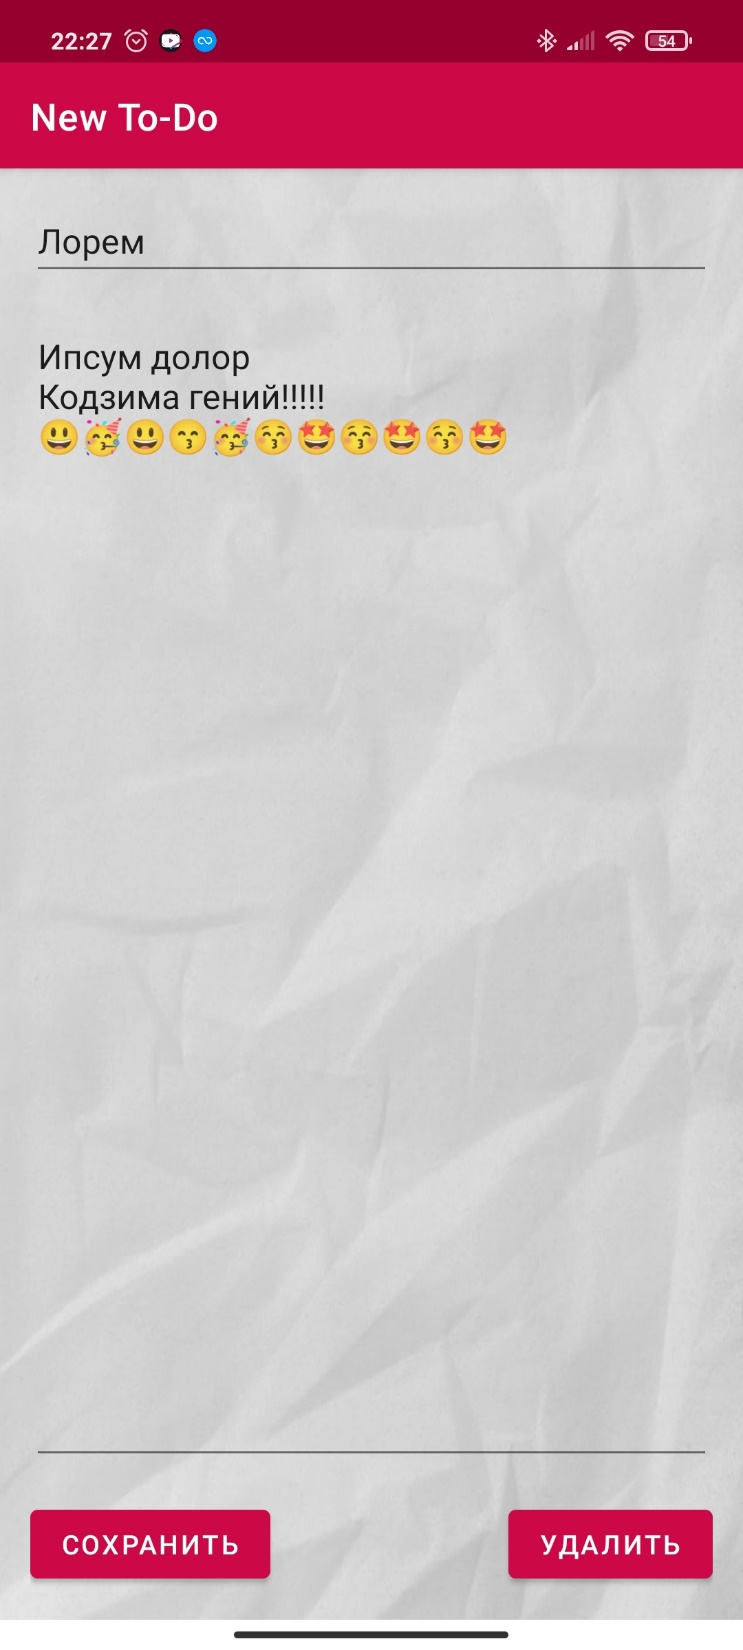 22:27 54
New To-Do
Лорем
Ипсум долор
Кодзима гений!!!!!
😃🥳😃😙🥳😚🤩😚🤩😚🤩
СОХРАНИТЬ УДАЛИТЬ